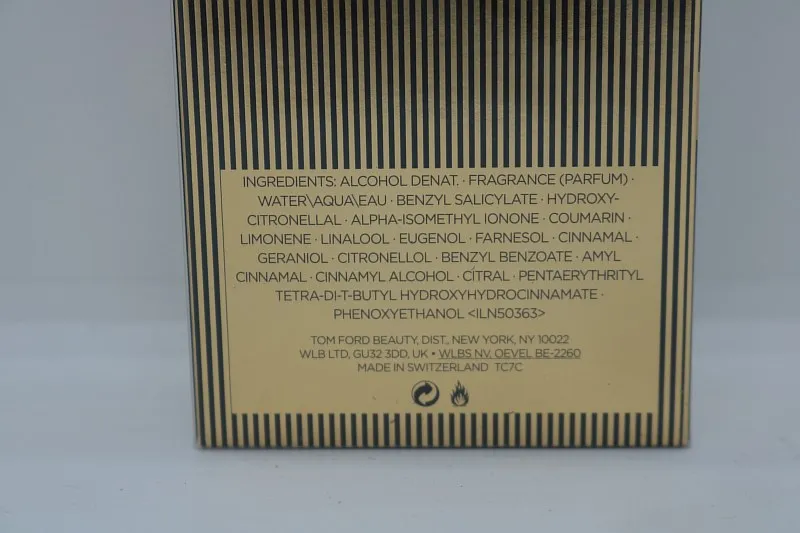 INGREDIENTS: ALCOHOL DENAT. · FRAGRANCE (PARFUM) ·
WATER\AQUA\EAU · BENZYL SALICYLATE · HYDROXY-
CITRONELLAL · ALPHA-ISOMETHYL IONONE · COUMARIN ·
LIMONENE · LINALOOL · EUGENOL · FARNESOL · CINNAMAL ·
GERANIOL · CITRONELLOL · BENZYL BENZOATE · AMYL
CINNAMAL · CINNAMYL ALCOHOL · CITRAL · PENTAERYTHRITYL
TETRA-DI-T-BUTYL HYDROXYHYDROCINNAMATE ·
PHENOXYETHANOL <ILN50363>
TOM FORD BEAUTY, DIST., NEW YORK, NY 10022
WLB LTD, GU32 3DD, UK • WLBS NV, OEVEL BE-2260
MADE IN SWITZERLAND TC7C